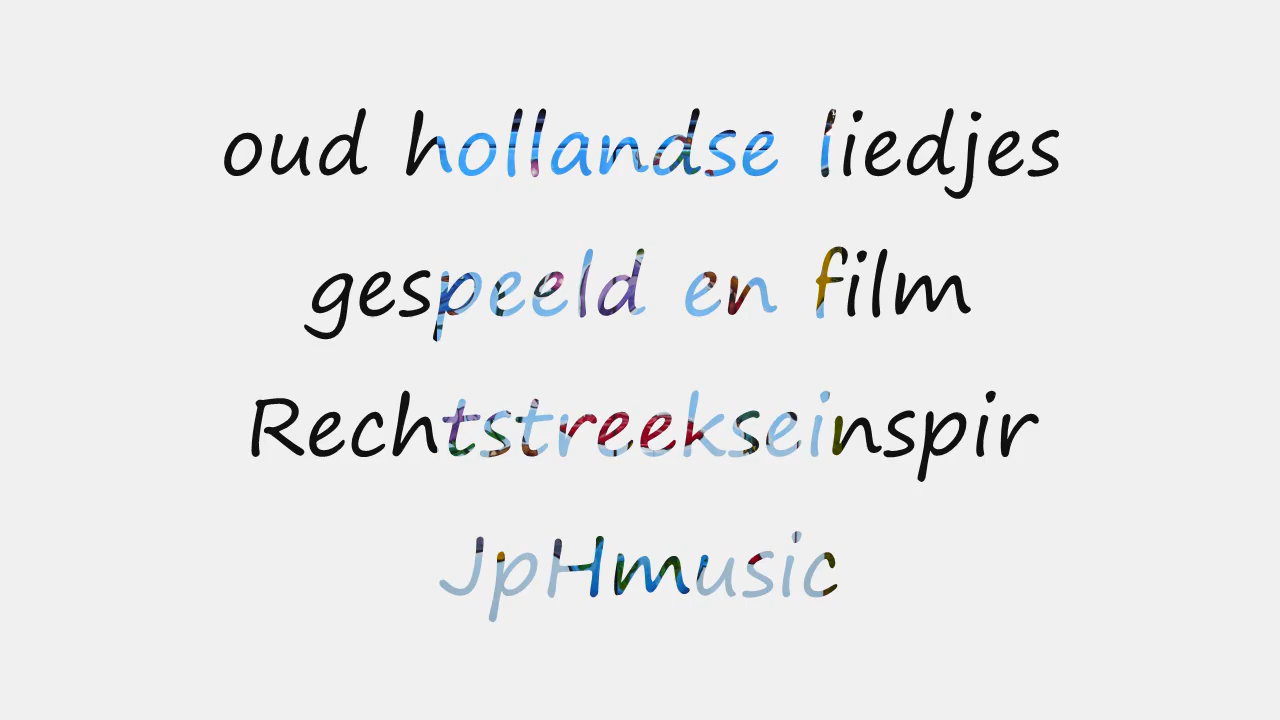 oud hollandse liedjes
gespeeld en film
Rechtstreekseinspir
JpHmusic